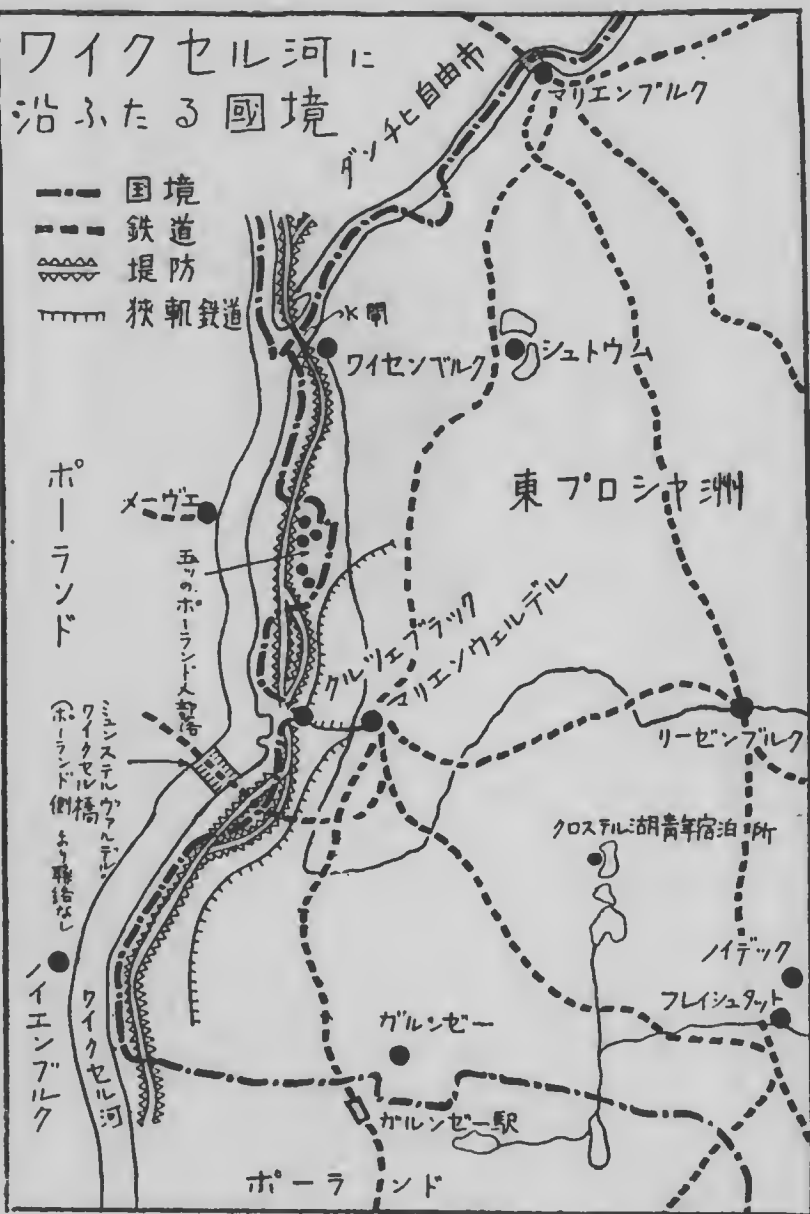 ワイクセル河に
沿ふたる國境
国境
鉄道
堤防
狭軌鉄道
ダンチヒ自由市
マリエンブルク
水閘
ワイセンブルク
シュトウム
東プロシヤ洲
ポーランド
メーヴェ
五ツのポーランド人部落
クルツェブラック
マリエンウェルデル
リーゼンブルク
ミュンステルヴァルデル
ワイクセル橋
(ポーランド側より聯絡なし
クロステル湖青年宿泊所
ノイデック
フレイシュタット
ノイエンブルク
ワイクセル河
ガルンゼー
ガルンゼー駅
ポーランド